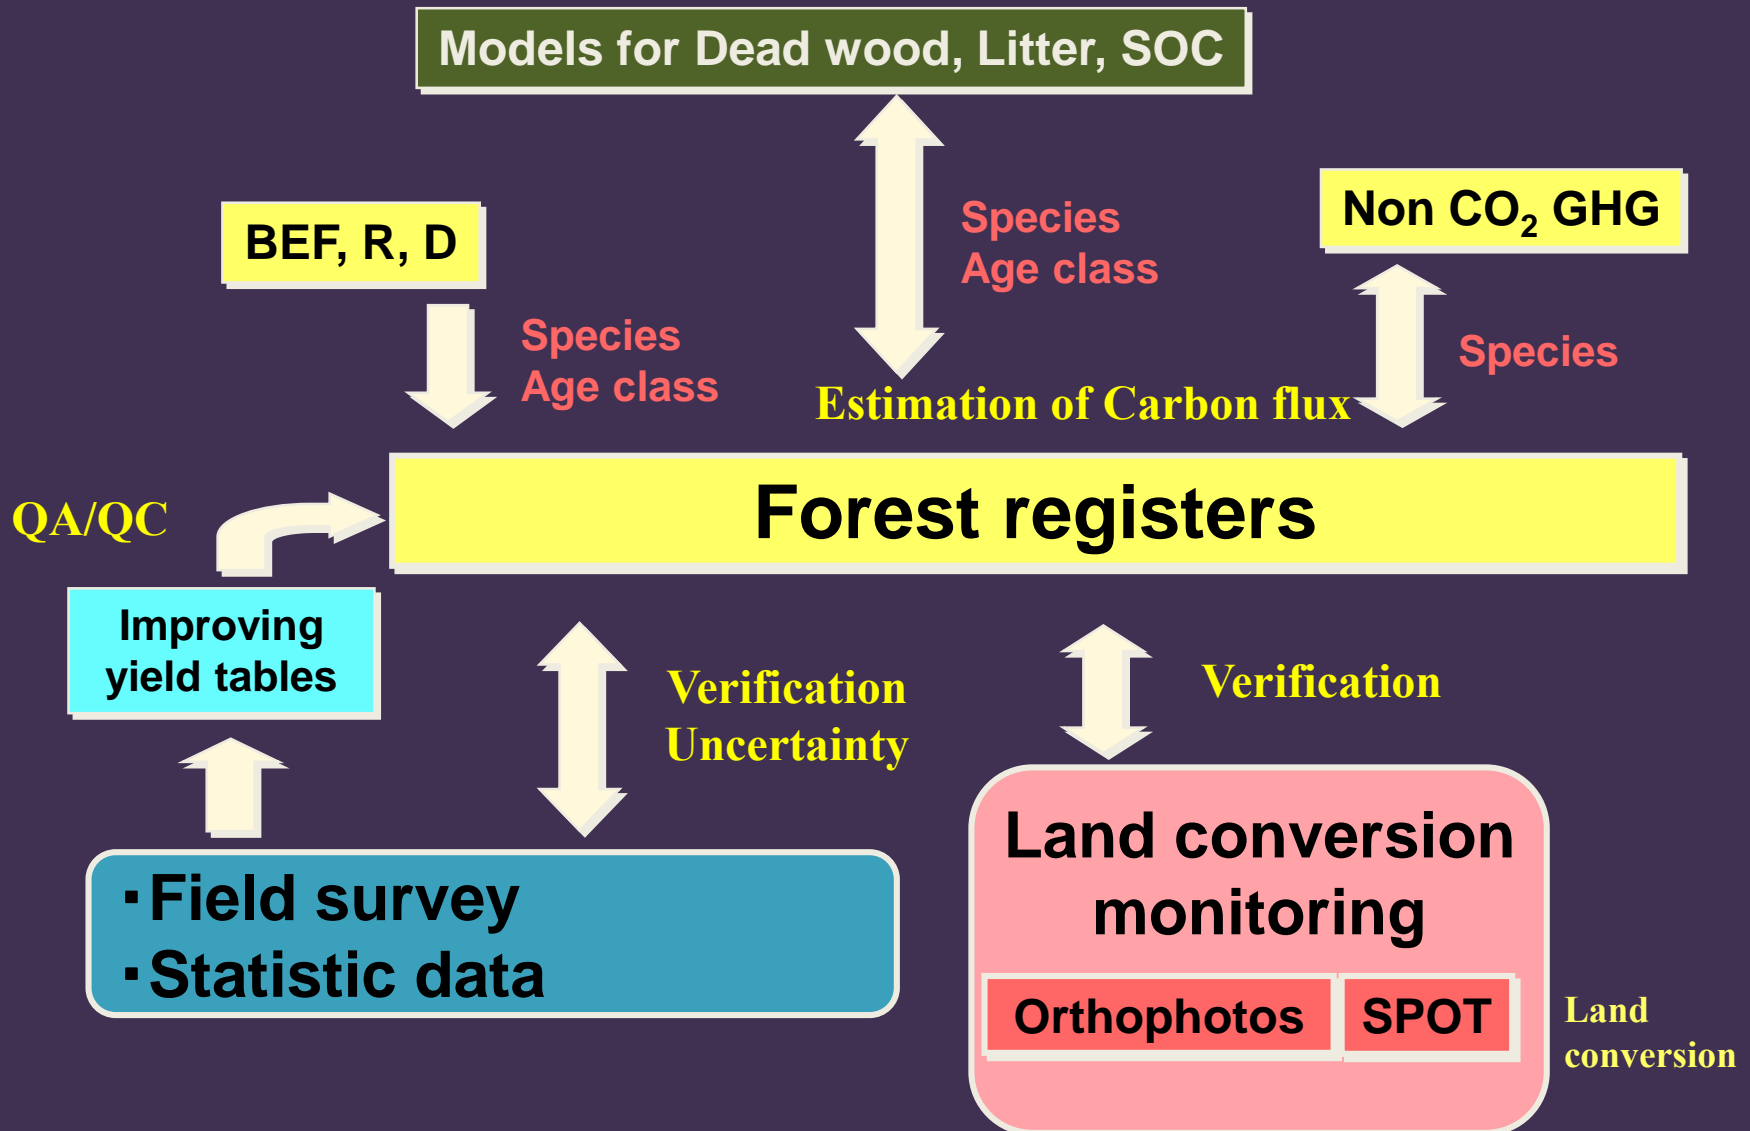 Models for Dead wood, Litter, SOC
BEF, R, D
Species
Age class
Species
Age class
Non CO₂ GHG
Species
Estimation of Carbon flux
QA/QC
Forest registers
Improving
yield tables
Verification
Uncertainty
Verification
・Field survey
・Statistic data
Land conversion
monitoring
Orthophotos
SPOT
Land
conversion